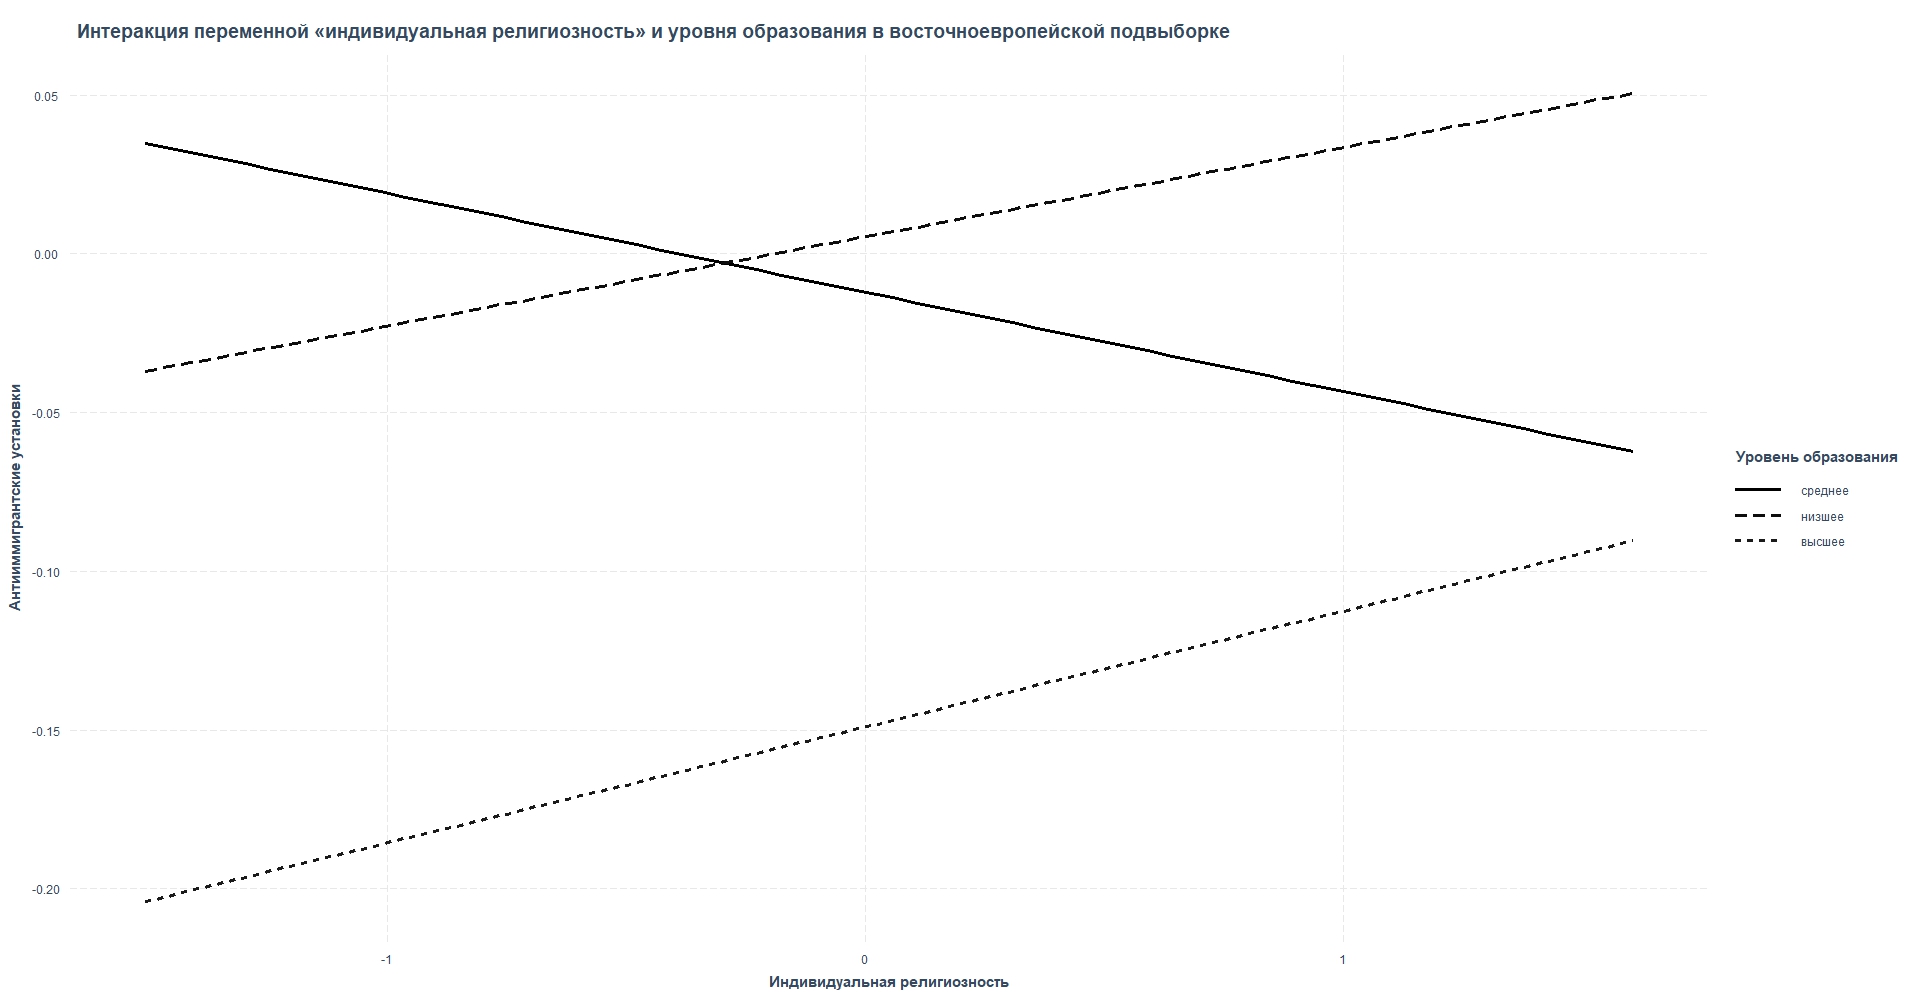 Интеракция переменной «индивидуальная религиозность» и уровня образования в восточноевропейской подвыборке
0.05
0.00
-0.05
-0.10
-0.15
-0.20
Антииммигрантские установки
-1
0
1
Индивидуальная религиозность
Уровень образования
среднее
низшее
высшее